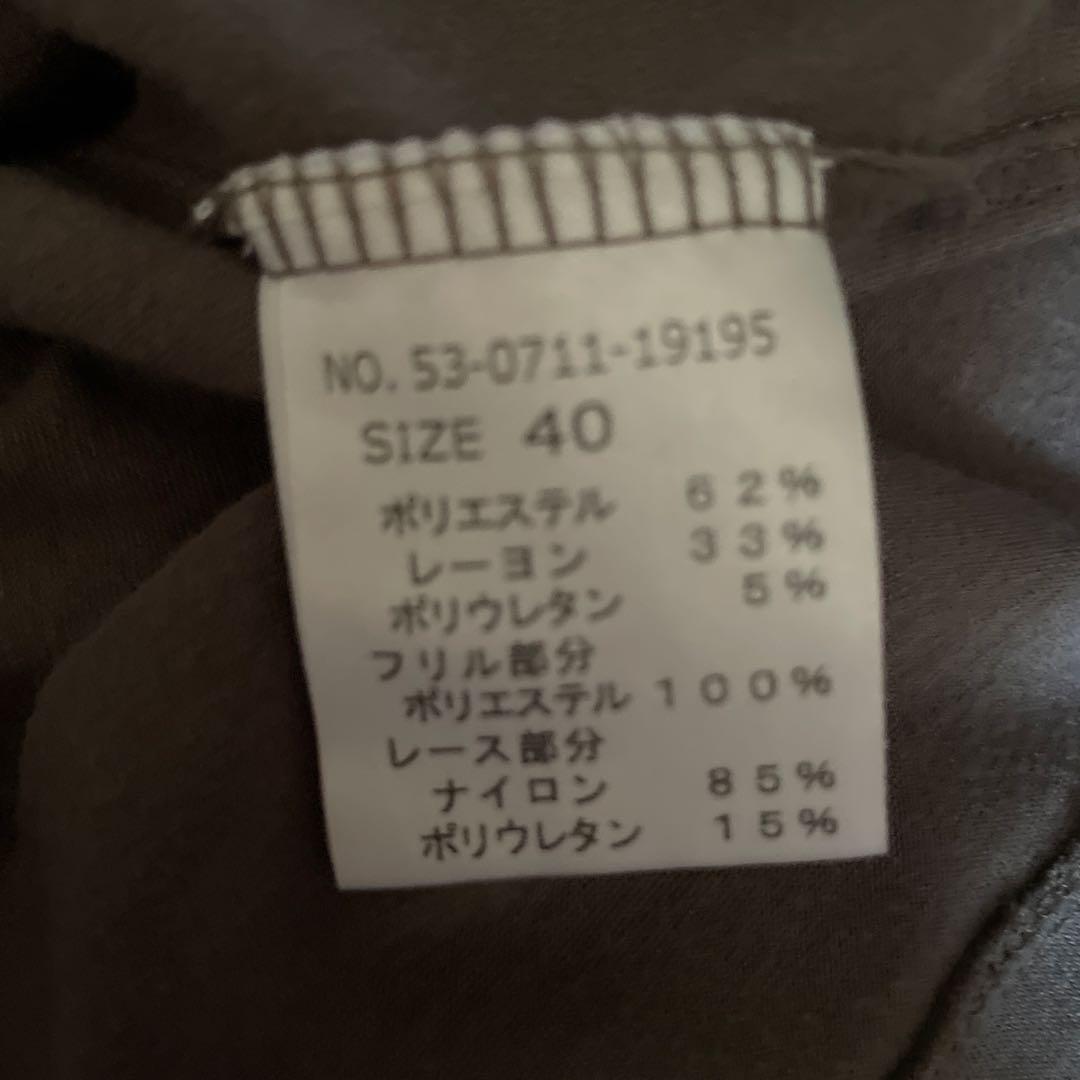 NO. 53-0711-19195
SIZE 40
ポリエステル 62%
レーヨン 33%
ポリウレタン 5%
フリル部分
ポリエステル 100%
レース部分
ナイロン 85%
ポリウレタン 15%